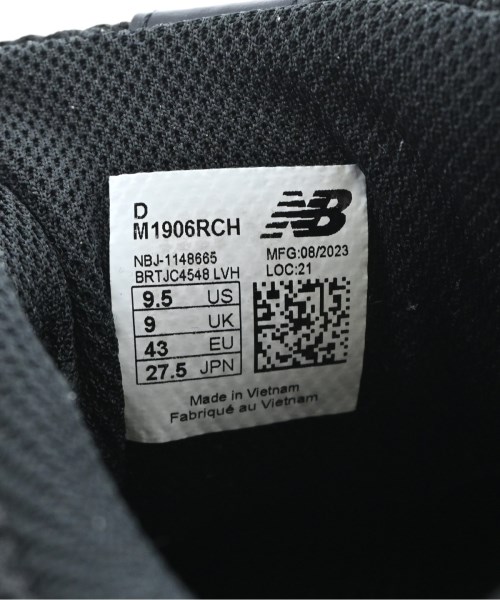 D
M1906RCH
NB
NBJ-1148665
BRTJC4548 LVH
MFG:08/2023
LOC:21
9.5 US
9 UK
43 EU
27.5 JPN
Made in Vietnam
Fabriqué au Vietnam